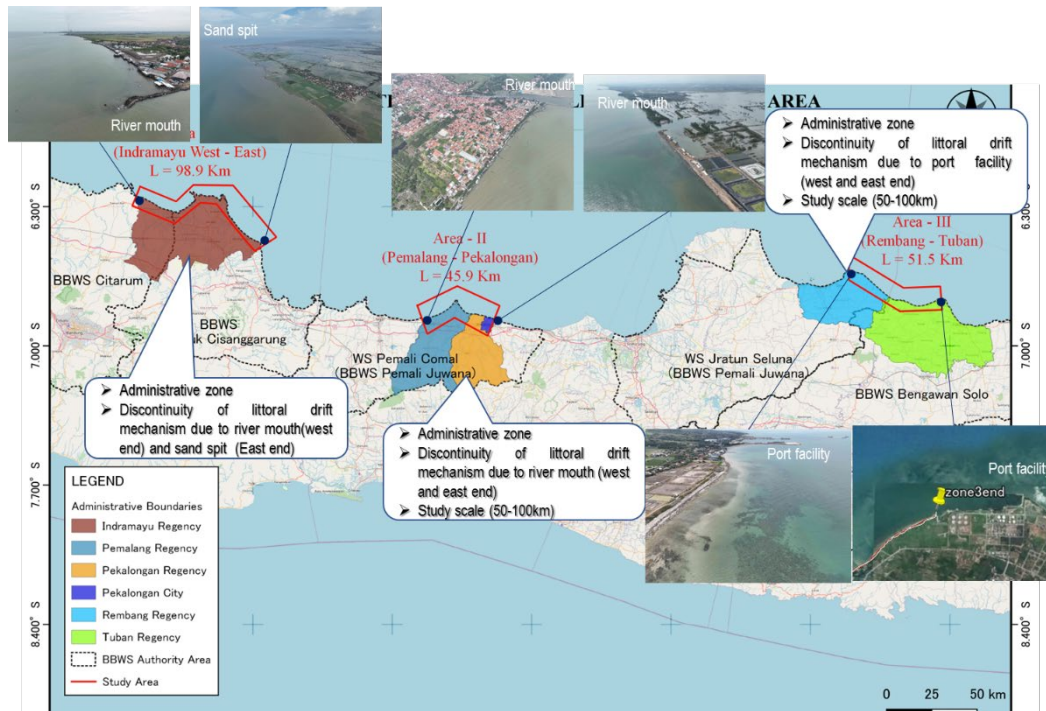 River mouth
Sand spit
River mouth
River mouth
AREA
(Indramayu West - East)
L = 98.9 Km
Area - II
(Pemalang - Pekalongan)
L = 45.9 Km
➢ Administrative zone
➢ Discontinuity of littoral drift
mechanism due to port facility
(west and east end)
➢ Study scale (50-100km)
Area - III
(Rembang - Tuban)
L = 51.5 Km
6.300° S
6.300° S
BBWS Citarum
BBWS
uk Cisanggarung
7.000° S
7.000° S
WS Pemali Comal
(BBWS Pemali Juwana)
WS Jratun Seluna
(BBWS Pemali Juwana)
BBWS Bengawan Solo
➢ Administrative zone
➢ Discontinuity of littoral drift
mechanism due to river mouth(west
end) and sand spit (East end)
➢ Administrative zone
➢ Discontinuity of littoral drift
mechanism due to river mouth (west
and east end)
➢ Study scale (50-100km)
Port facility
Port facility
zone3end
7.700° S
LEGEND
Administrative Boundaries
Indramayu Regency
Pemalang Regency
Pekalongan Regency
Pekalongan City
Rembang Regency
Tuban Regency
BBWS Authority Area
Study Area
8.400° S
8.400° S
0 25 50 km